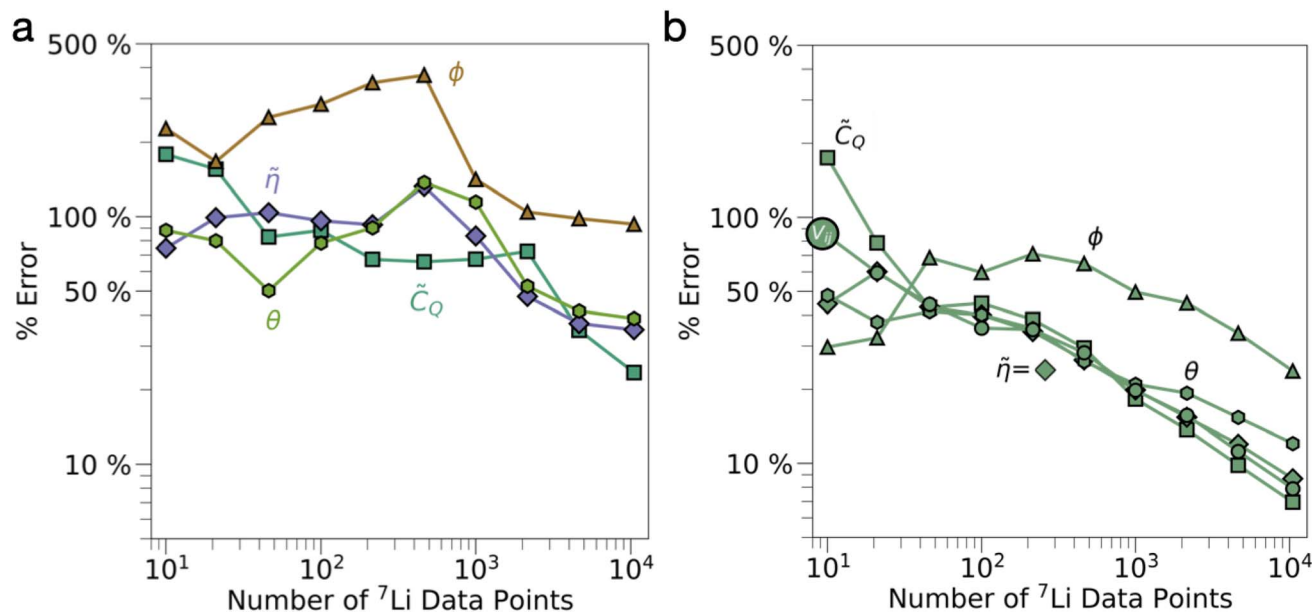 a
500 %
100 %
50 %
10 %
% Error
ϕ
η̃
θ
C̃Q
10¹ 10² 10³ 10⁴
Number of ⁷Li Data Points
b
500 %
100 %
50 %
10 %
% Error
C̃Q
Vij
ϕ
η̃=
θ
10¹ 10² 10³ 10⁴
Number of ⁷Li Data Points